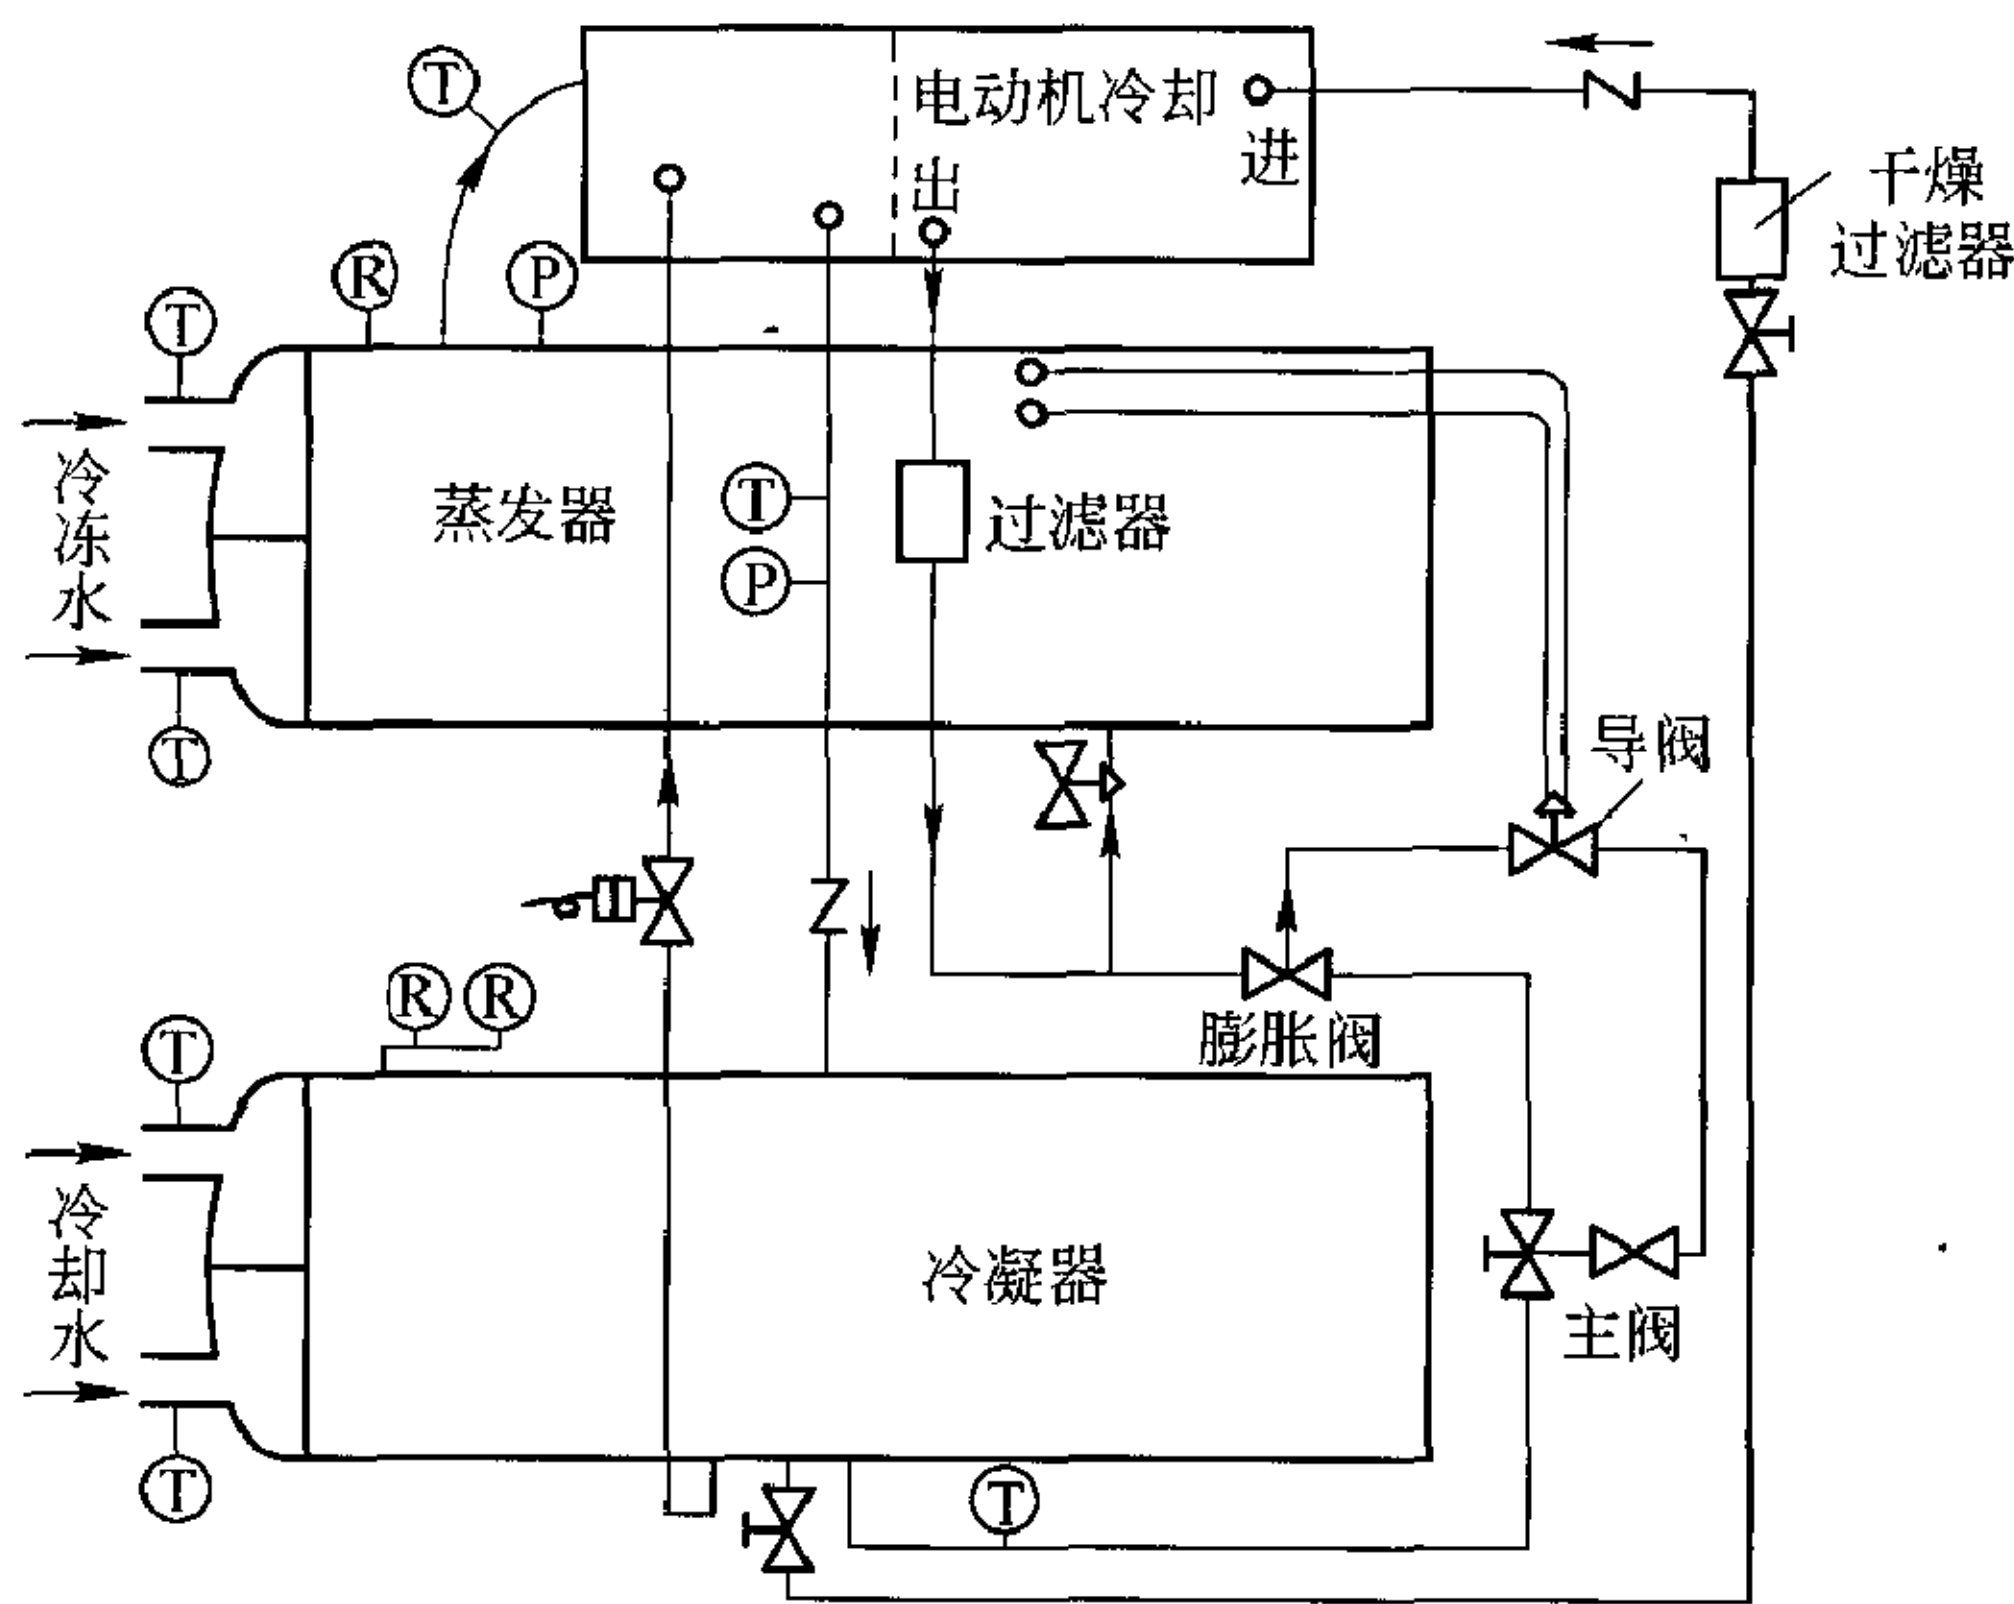 T
电动机冷却
进
出
干燥
过滤器
R
P
T
冷冻水
蒸发器
T
P
过滤器
T
导阀
R
R
T
膨胀阀
冷却水
冷凝器
主阀
T
T